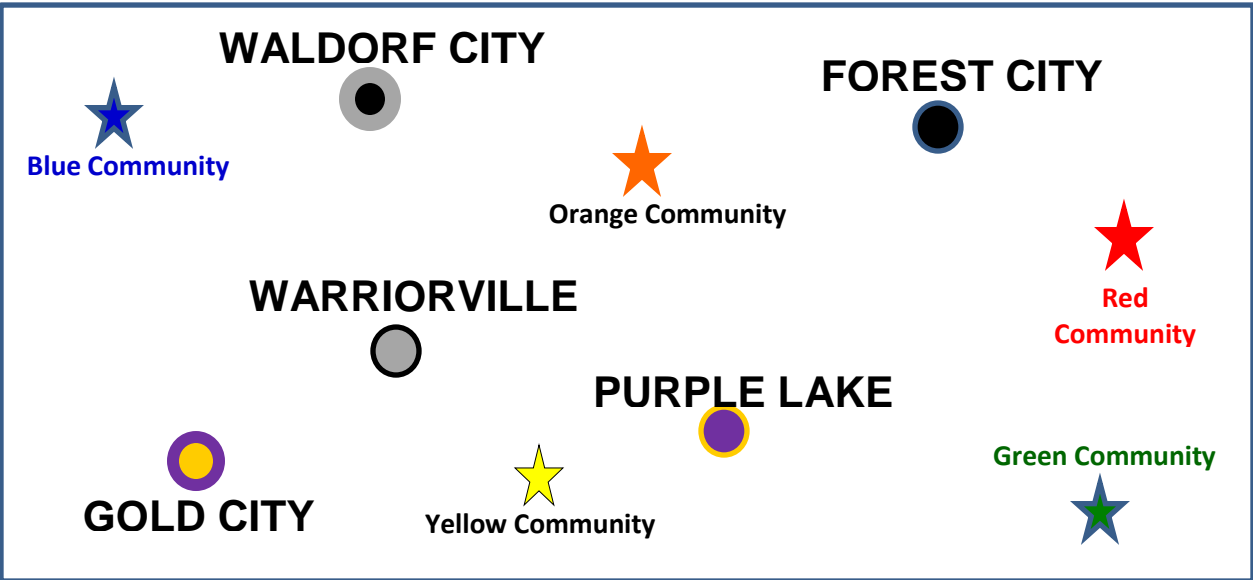 WALDORF CITY
FOREST CITY
Blue Community
Orange Community
WARRIORVILLE
Red
Community
PURPLE LAKE
Green Community
GOLD CITY
Yellow Community